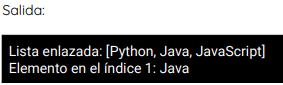 Salida:
Lista enlazada: [Python, Java, JavaScript]
Elemento en el índice 1: Java